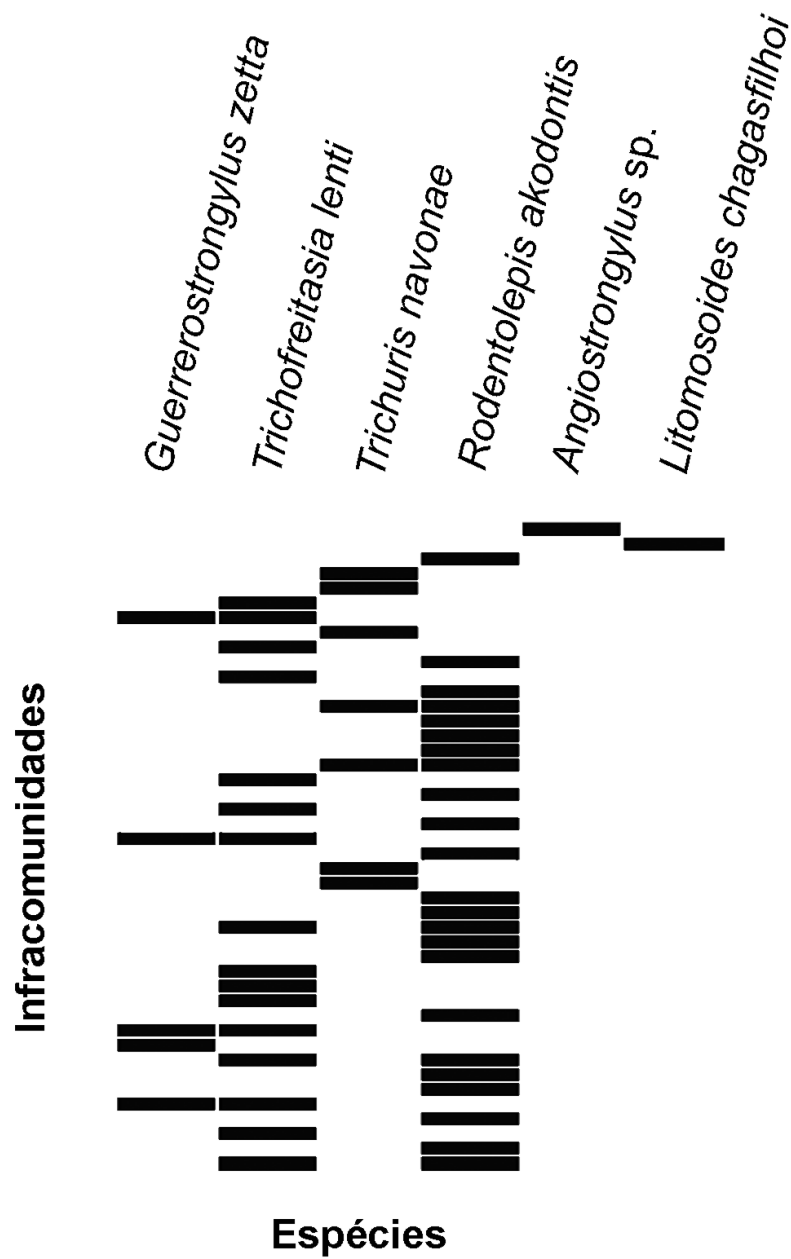 Guerrerostrongylus zetta
Trichofreitasia lenti
Trichuris navonae
Rodentolepis akodontis
Angiostrongylus sp.
Litomosoides chagasfilhoi
Infracomunidades
Espécies